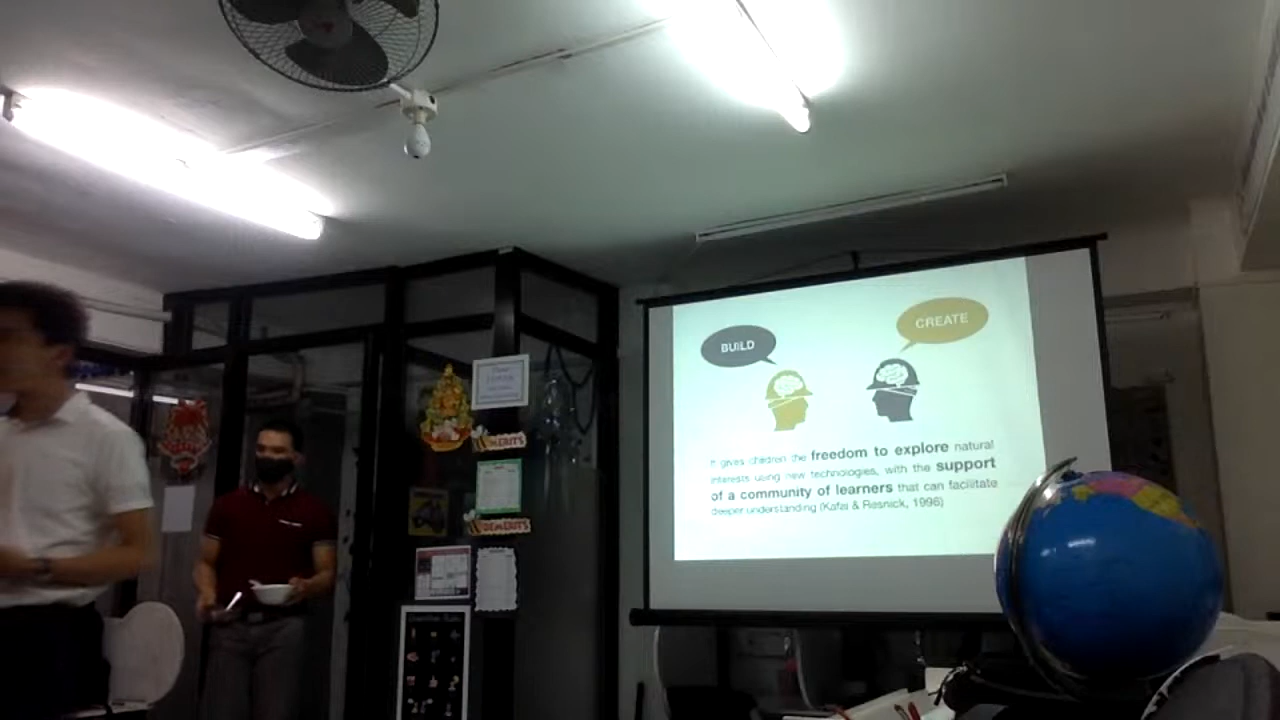 BUILD
CREATE
It gives children the freedom to explore natural
interests using new technologies, with the support
of a community of learners that can facilitate
deeper understanding (Kafai & Resnick, 1996)
MERITS
DEMERITS